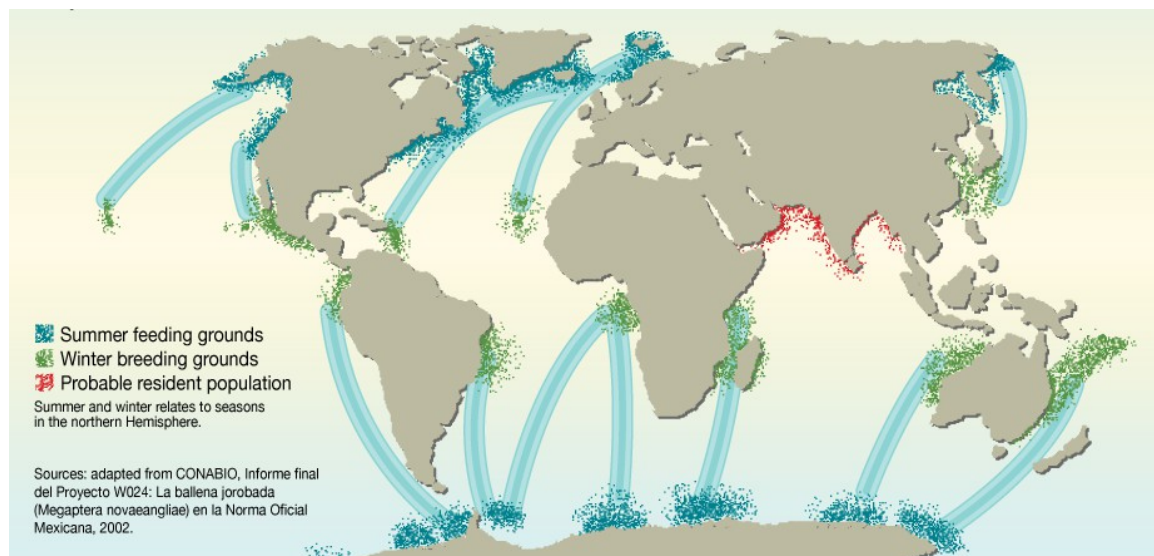 Summer feeding grounds
Winter breeding grounds
Probable resident population
Summer and winter relates to seasons
in the northern Hemisphere.
Sources: adapted from CONABIO, Informe final
del Proyecto W024: La ballena jorobada
(Megaptera novaeangliae) en la Norma Oficial
Mexicana, 2002.